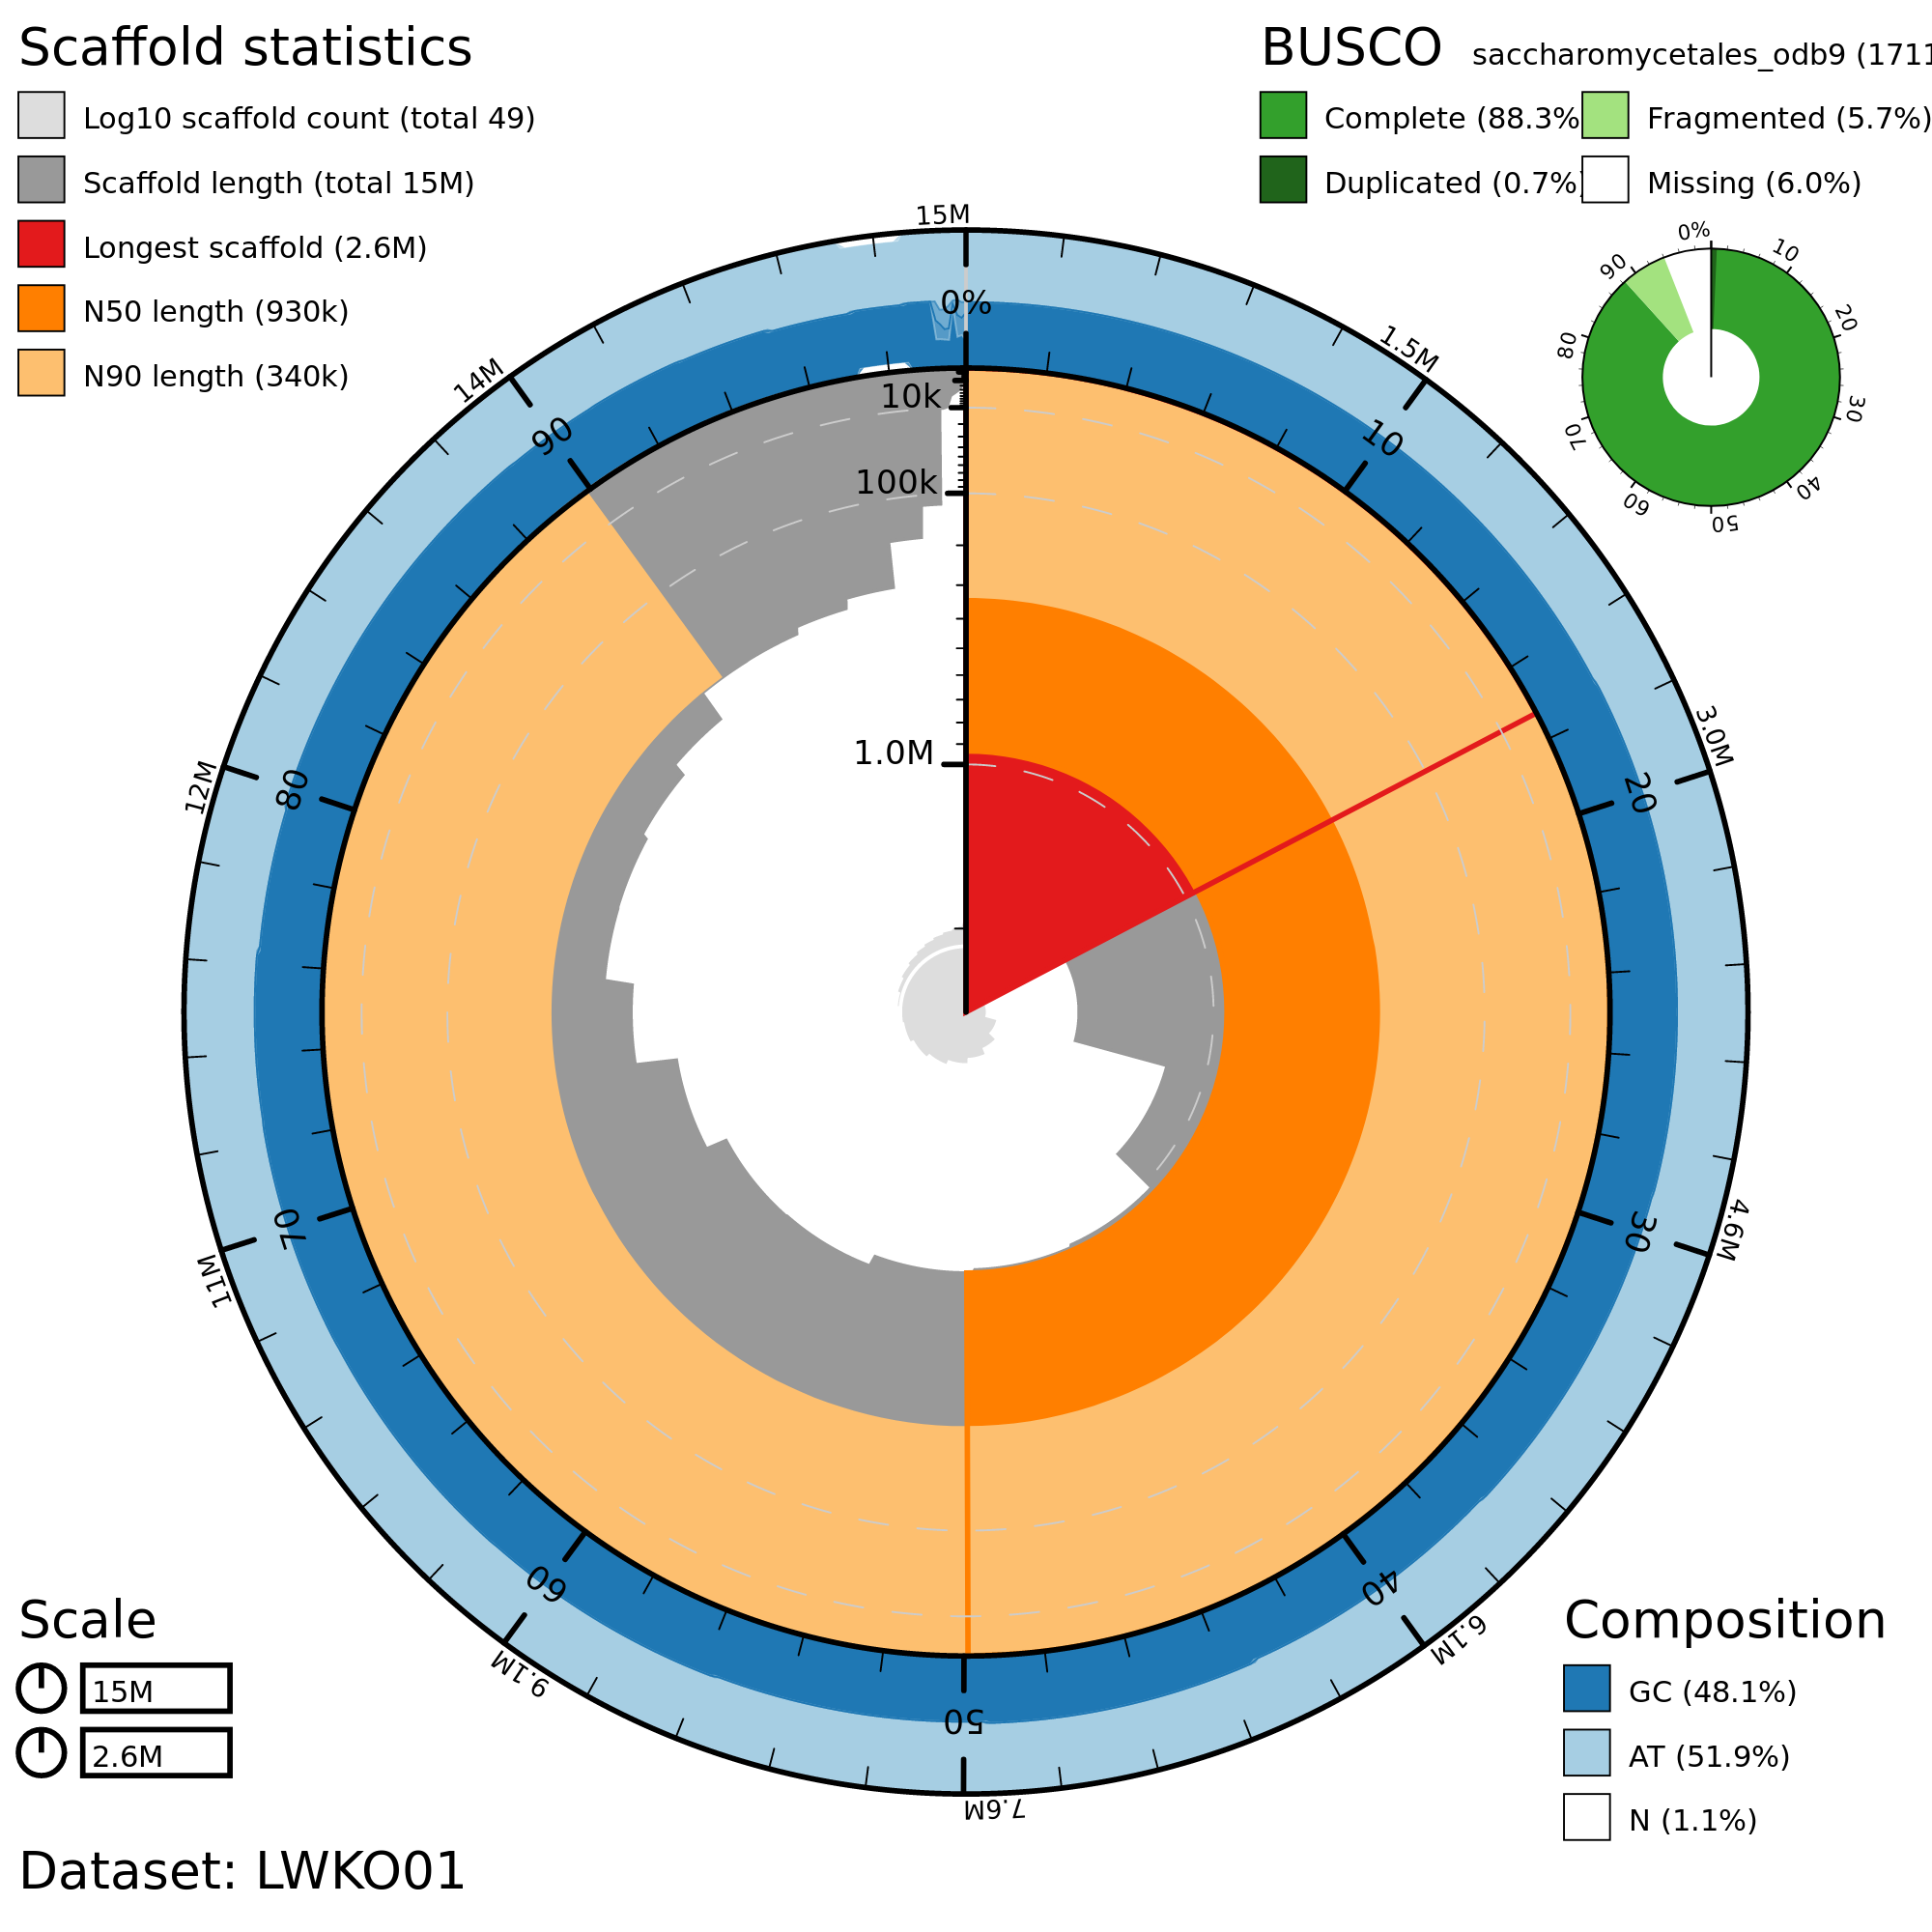 Scaffold statistics
Log10 scaffold count (total 49)
Scaffold length (total 15M)
Longest scaffold (2.6M)
N50 length (930k)
N90 length (340k)
BUSCO saccharomycetales_odb9 (1711
Complete (88.3%
Fragmented (5.7%)
Duplicated (0.7%)
Missing (6.0%)
0%
10
20
30
40
50
60
70
80
90
15M
1.5M
3.0M
4.6M
6.1M
7.6M
9.1M
11M
12M
14M
0%
10
20
30
40
50
60
70
80
90
10k
100k
1.0M
Scale
15M
2.6M
Composition
GC (48.1%)
AT (51.9%)
N (1.1%)
Dataset: LWKO01